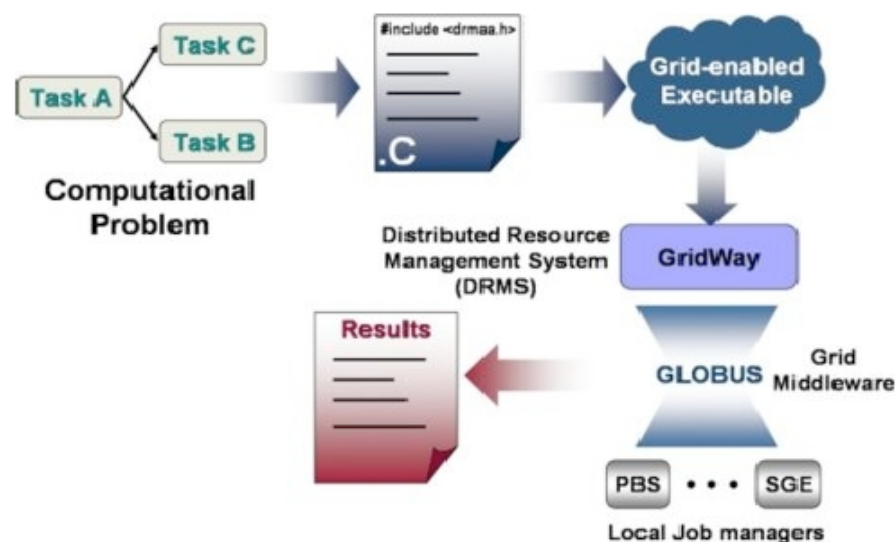 Task C
Task A
Task B
Computational
Problem
#include <drmaa.h>
.C
Grid-enabled
Executable
Distributed Resource
Management System
(DRMS)
GridWay
Results
GLOBUS
Grid
Middleware
PBS • • • SGE
Local Job managers